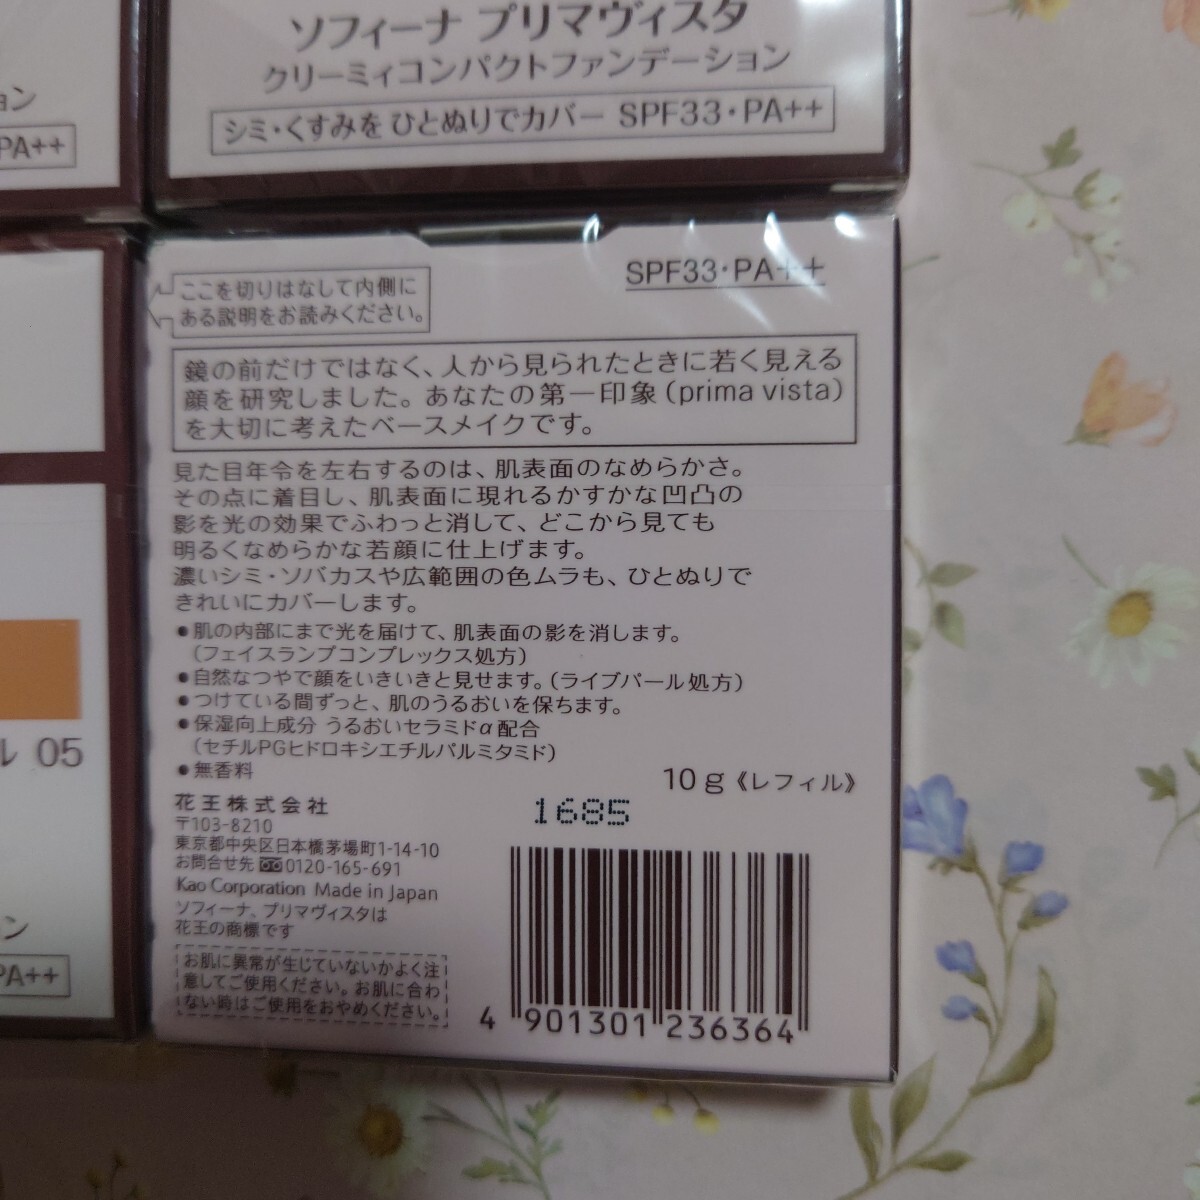 ソフィーナ プリマヴィスタ
クリーミィコンパクトファンデーション
シミ・くすみを ひとぬりでカバー SPF33・PA++
ョン
PA++
SPF33・PA++
ここを切りはなして内側に
ある説明をお読みください。
鏡の前だけではなく、人から見られたときに若く見える
顔を研究しました。あなたの第一印象(prima vista)
を大切に考えたベースメイクです。
見た目年令を左右するのは、肌表面のなめらかさ。
その点に着目し、肌表面に現れるかすかな凹凸の
影を光の効果でふわっと消して、どこから見ても
明るくなめらかな若顔に仕上げます。
濃いシミ・ソバカスや広範囲の色ムラも、ひとぬりで
きれいにカバーします。
●肌の内部にまで光を届けて、肌表面の影を消します。
(フェイスランプコンプレックス処方)
●自然なつやで顔をいきいきと見せます。(ライブパール処方)
●つけている間ずっと、肌のうるおいを保ちます。
●保湿向上成分 うるおいセラミドα配合
(セチルPGヒドロキシエチルパルミタミド)
●無香料
10g《レフィル》
花王株式会社
〒103-8210
東京都中央区日本橋茅場町1-14-10
お問合せ先 0120-165-691
Kao Corporation Made in Japan
ソフィーナ、プリマヴィスタは
花王の商標です
お肌に異常が生じていないかよく注
意してご使用ください。お肌に合わ
ない時はご使用をおやめください。
1685
4 901301 236364
ル 05
ン
PA++